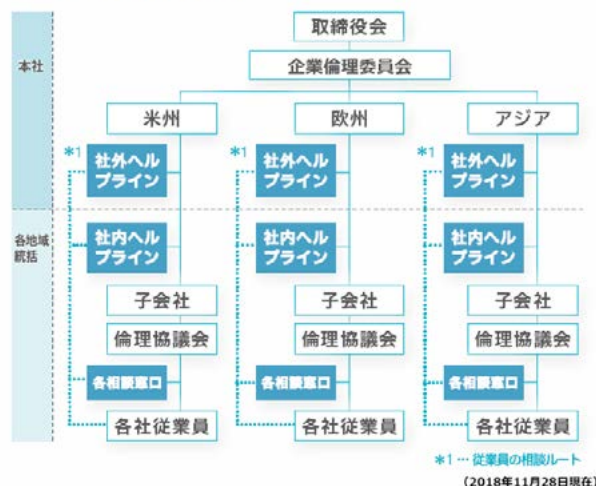 取締役会
本社
企業倫理委員会
米州
欧州
アジア
*1
社外ヘル
プライン
*1
社外ヘル
プライン
*1
社外ヘル
プライン
各地域
統括
社内ヘル
プライン
社内ヘル
プライン
社内ヘル
プライン
子会社
子会社
子会社
倫理協議会
倫理協議会
倫理協議会
各相談窓口
各相談窓口
各相談窓口
各社従業員
各社従業員
各社従業員
*1 … 従業員の相談ルート
(2018年11月28日現在)